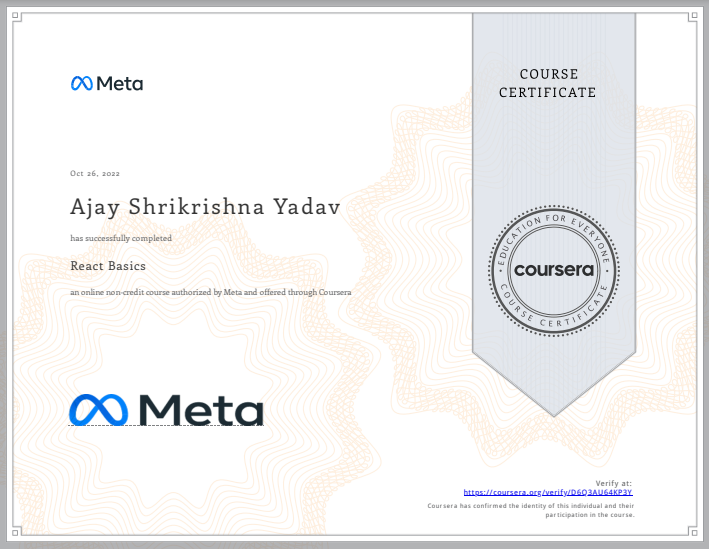 Meta
COURSE
CERTIFICATE
Oct 26, 2022
Ajay Shrikrishna Yadav
has successfully completed
React Basics
an online non-credit course authorized by Meta and offered through Coursera
EDUCATION FOR EVERYONE
coursera
COURSE CERTIFICATE
Meta
Verify at:
https://coursera.org/verify/D6Q3AU64KP3Y
Coursera has confirmed the identity of this individual and their
participation in the course.